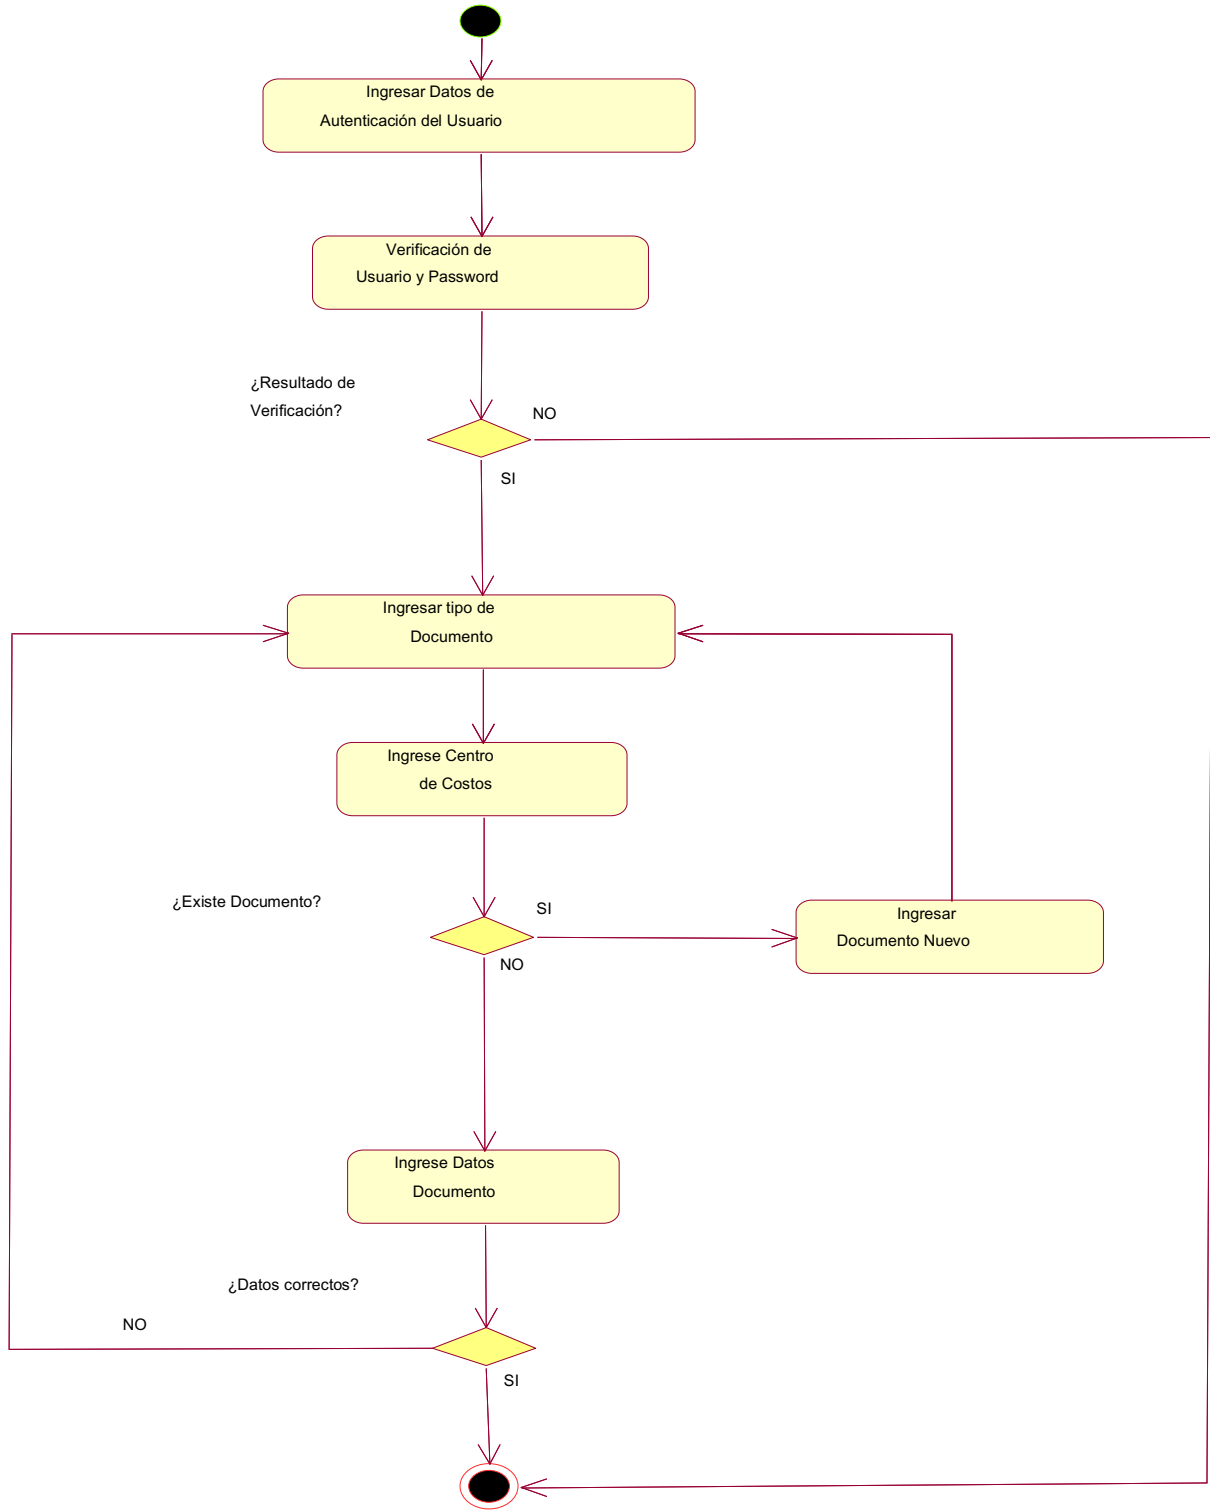 Ingresar Datos de
Autenticación del Usuario
Verificación de
Usuario y Password
¿Resultado de
Verificación?
NO
SI
Ingresar tipo de
Documento
Ingrese Centro
de Costos
¿Existe Documento?
SI
NO
Ingresar
Documento Nuevo
Ingrese Datos
Documento
¿Datos correctos?
NO
SI